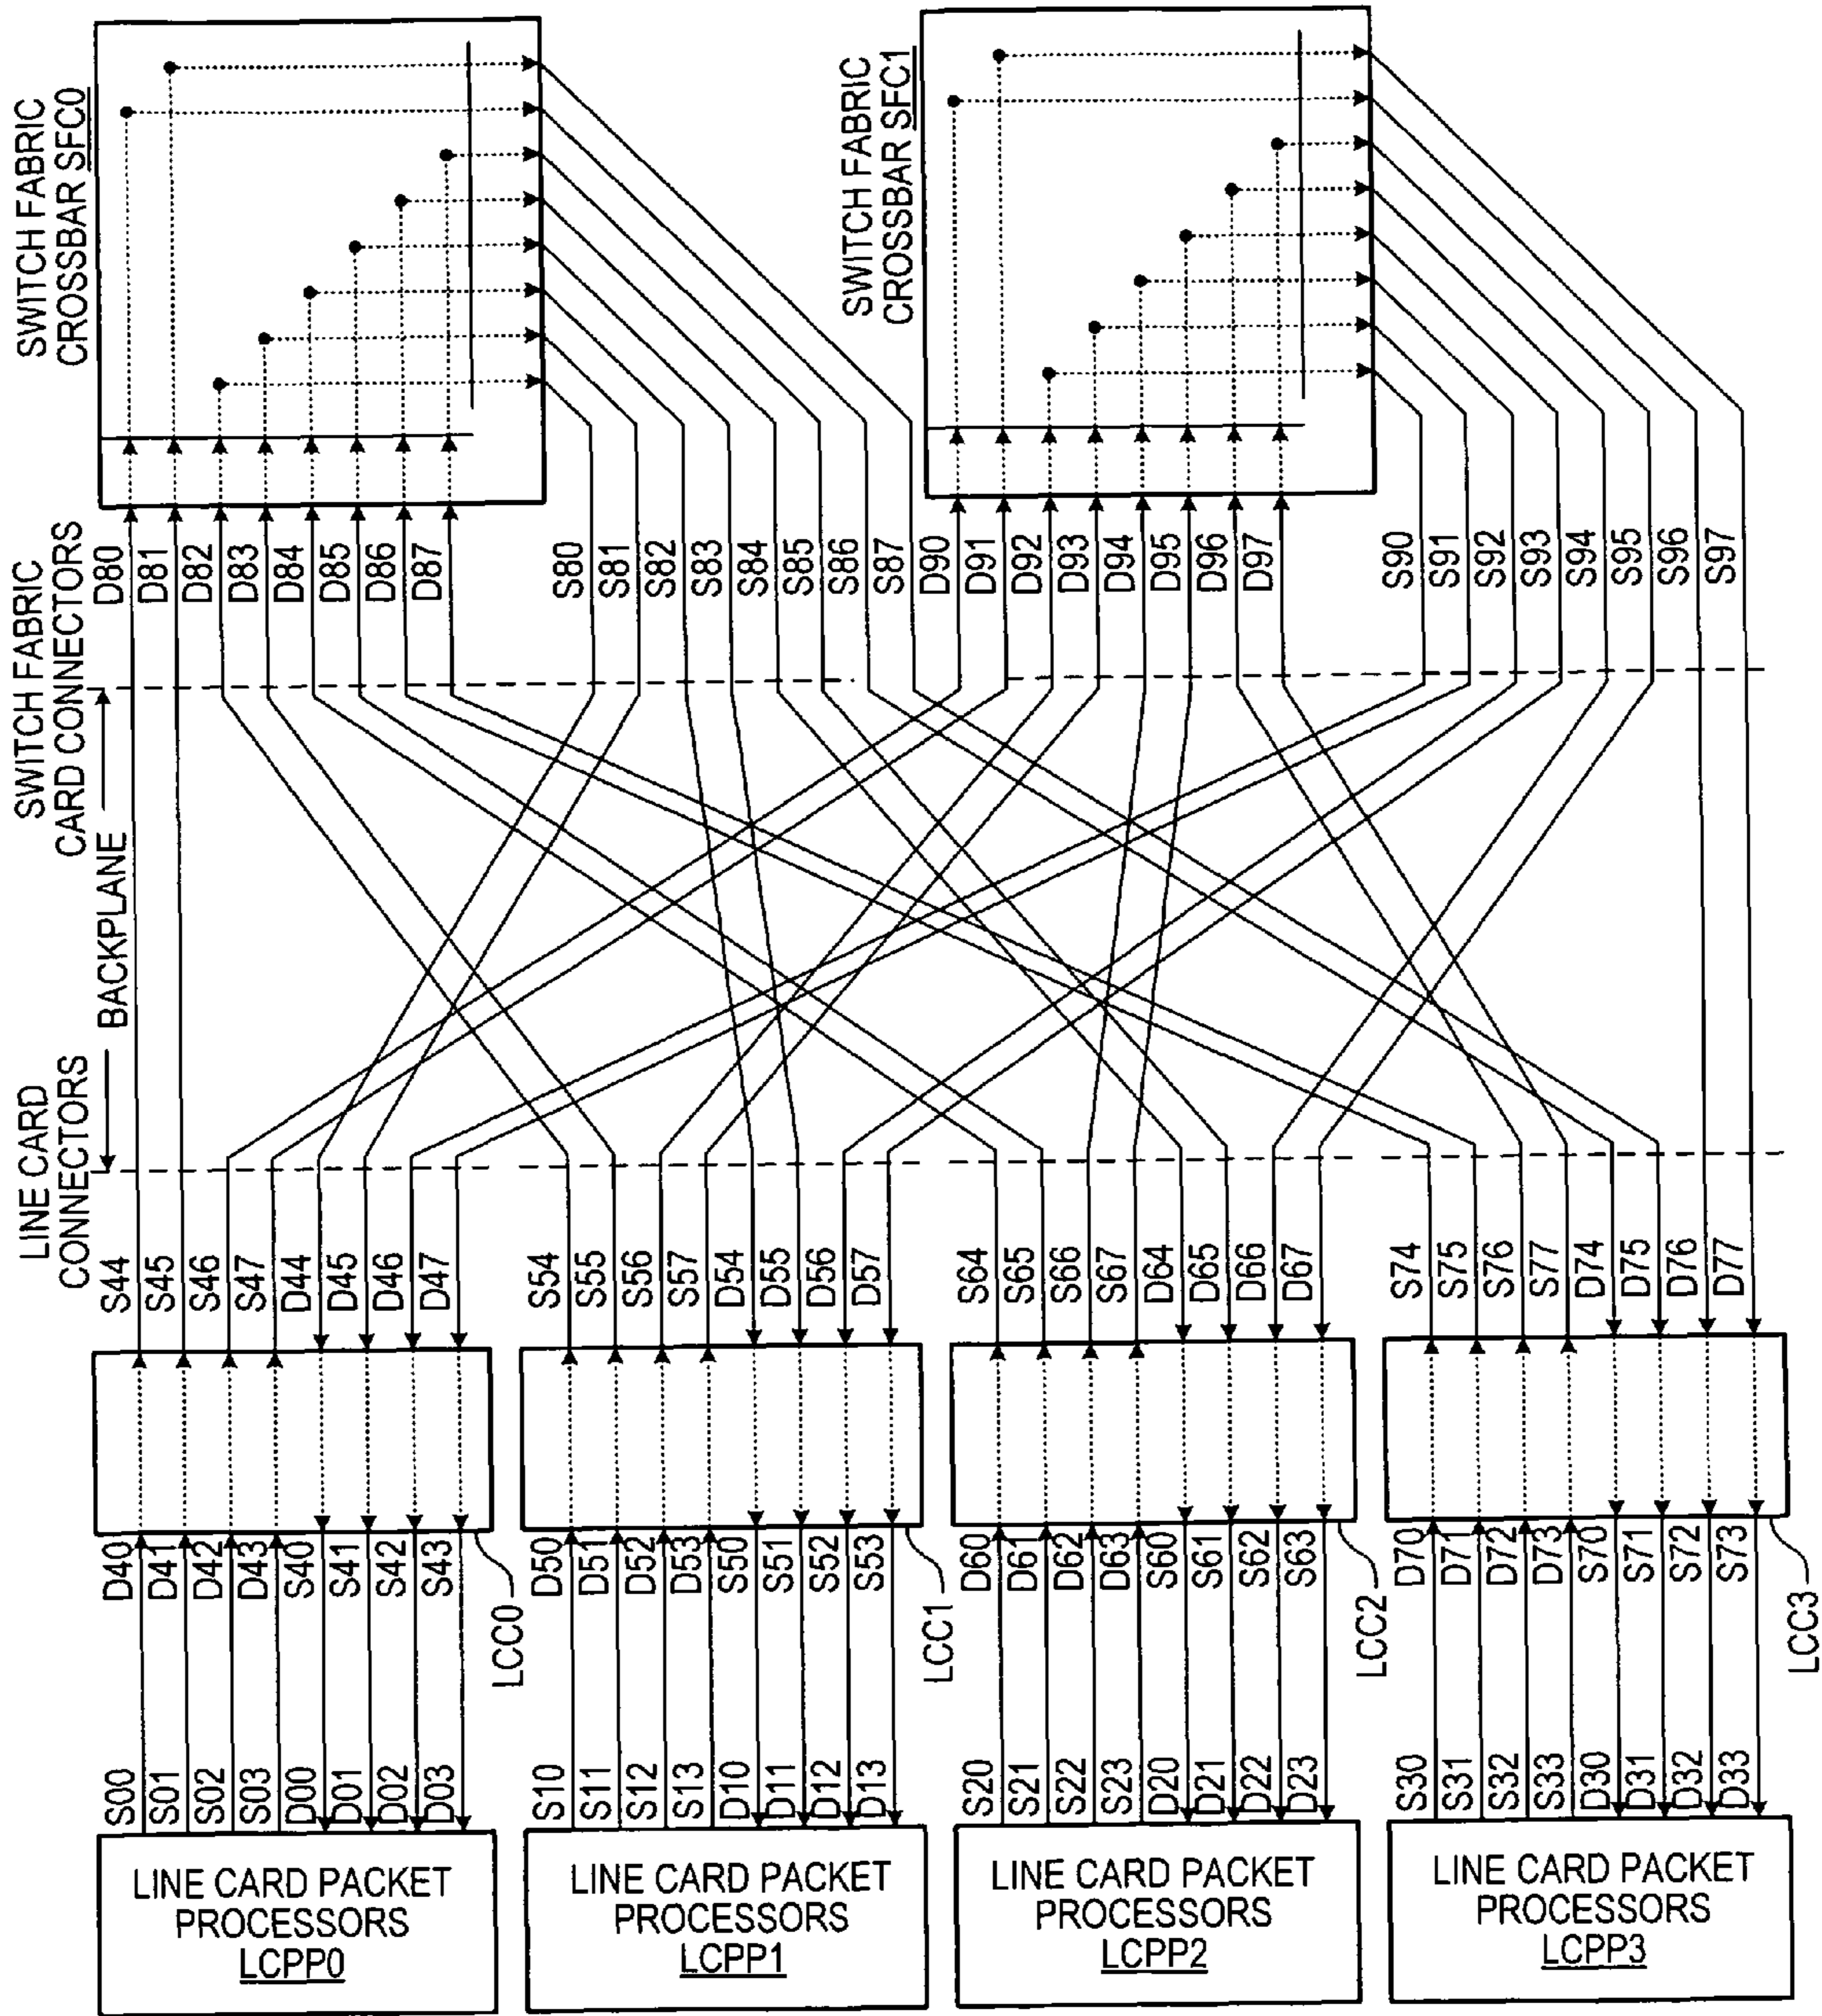 SWITCH FABRIC
CROSSBAR SFC0
SWITCH FABRIC
CROSSBAR SFC1
SWITCH FABRIC
CARD CONNECTORS
D80
D81
D82
D83
D84
D85
D86
D87
S80
S81
S82
S83
S84
S85
S86
S87
D90
D91
D92
D93
D94
D95
D96
D97
S90
S91
S92
S93
S94
S95
S96
S97
BACKPLANE
LINE CARD
CONNECTORS
S44
S45
S46
S47
D44
D45
D46
D47
S54
S55
S56
S57
D54
D55
D56
D57
S64
S65
S66
S67
D64
D65
D66
D67
S74
S75
S76
S77
D74
D75
D76
D77
D40
D41
D42
D43
S40
S41
S42
S43
LCC0
D50
D51
D52
D53
S50
S51
S52
S53
LCC1
D60
D61
D62
D63
S60
S61
S62
S63
LCC2
D70
D71
D72
D73
S70
S71
S72
S73
LCC3
S00
S01
S02
S03
D00
D01
D02
D03
S10
S11
S12
S13
D10
D11
D12
D13
S20
S21
S22
S23
D20
D21
D22
D23
S30
S31
S32
S33
D30
D31
D32
D33
LINE CARD PACKET
PROCESSORS
LCPP0
LINE CARD PACKET
PROCESSORS
LCPP1
LINE CARD PACKET
PROCESSORS
LCPP2
LINE CARD PACKET
PROCESSORS
LCPP3